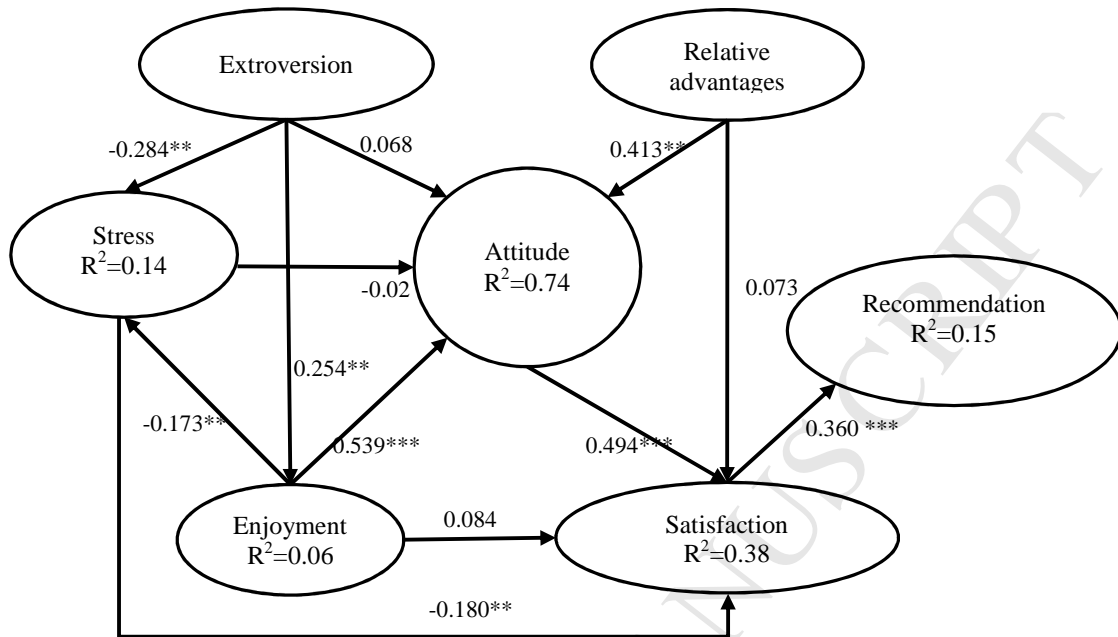 Extroversion
Relative
advantages
-0.284**
0.068
0.413**
Stress
R²=0.14
Attitude
R²=0.74
-0.02
0.073
Recommendation
R²=0.15
0.254**
-0.173**
0.539***
0.494***
0.360 ***
Enjoyment
R²=0.06
0.084
Satisfaction
R²=0.38
-0.180**
NUSCRIPT